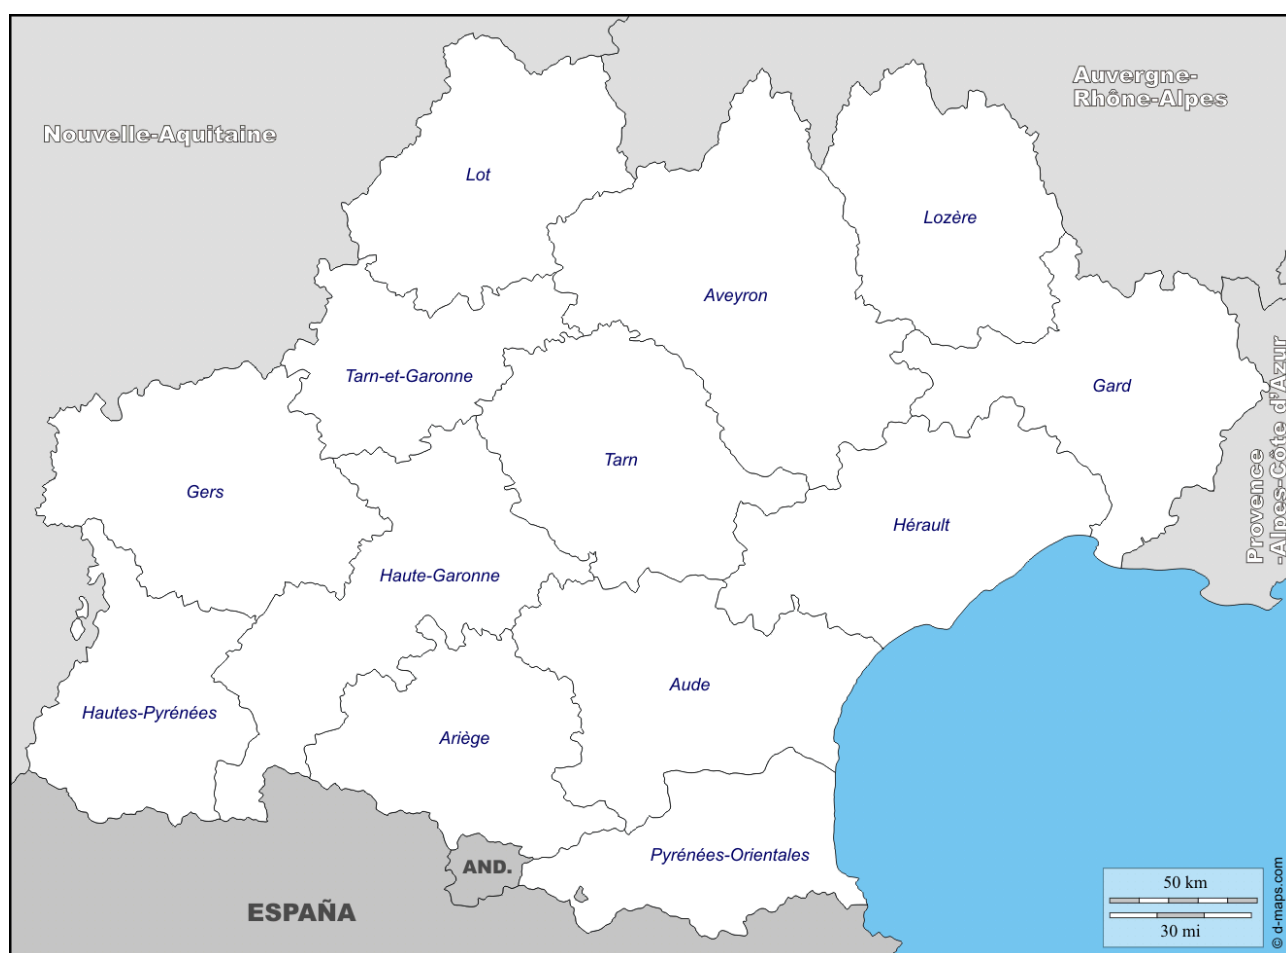 Auvergne-
Rhône-Alpes
Nouvelle-Aquitaine
Lot
Lozère
Aveyron
Tarn-et-Garonne
Gard
Provence
-Alpes-Côte d'Azur
Tarn
Gers
Hérault
Haute-Garonne
Aude
Hautes-Pyrénées
Ariège
Pyrénées-Orientales
AND.
ESPAÑA
50 km
30 mi
© d-maps.com